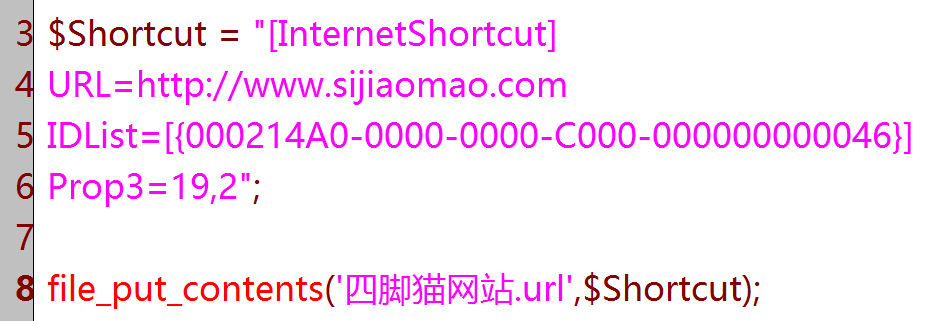 3 $Shortcut = "[InternetShortcut]
4 URL=http://www.sijiaomao.com
5 IDList=[{000214A0-0000-0000-C000-000000000046}]
6 Prop3=19,2";
7
8 file_put_contents('四脚猫网站.url',$Shortcut);